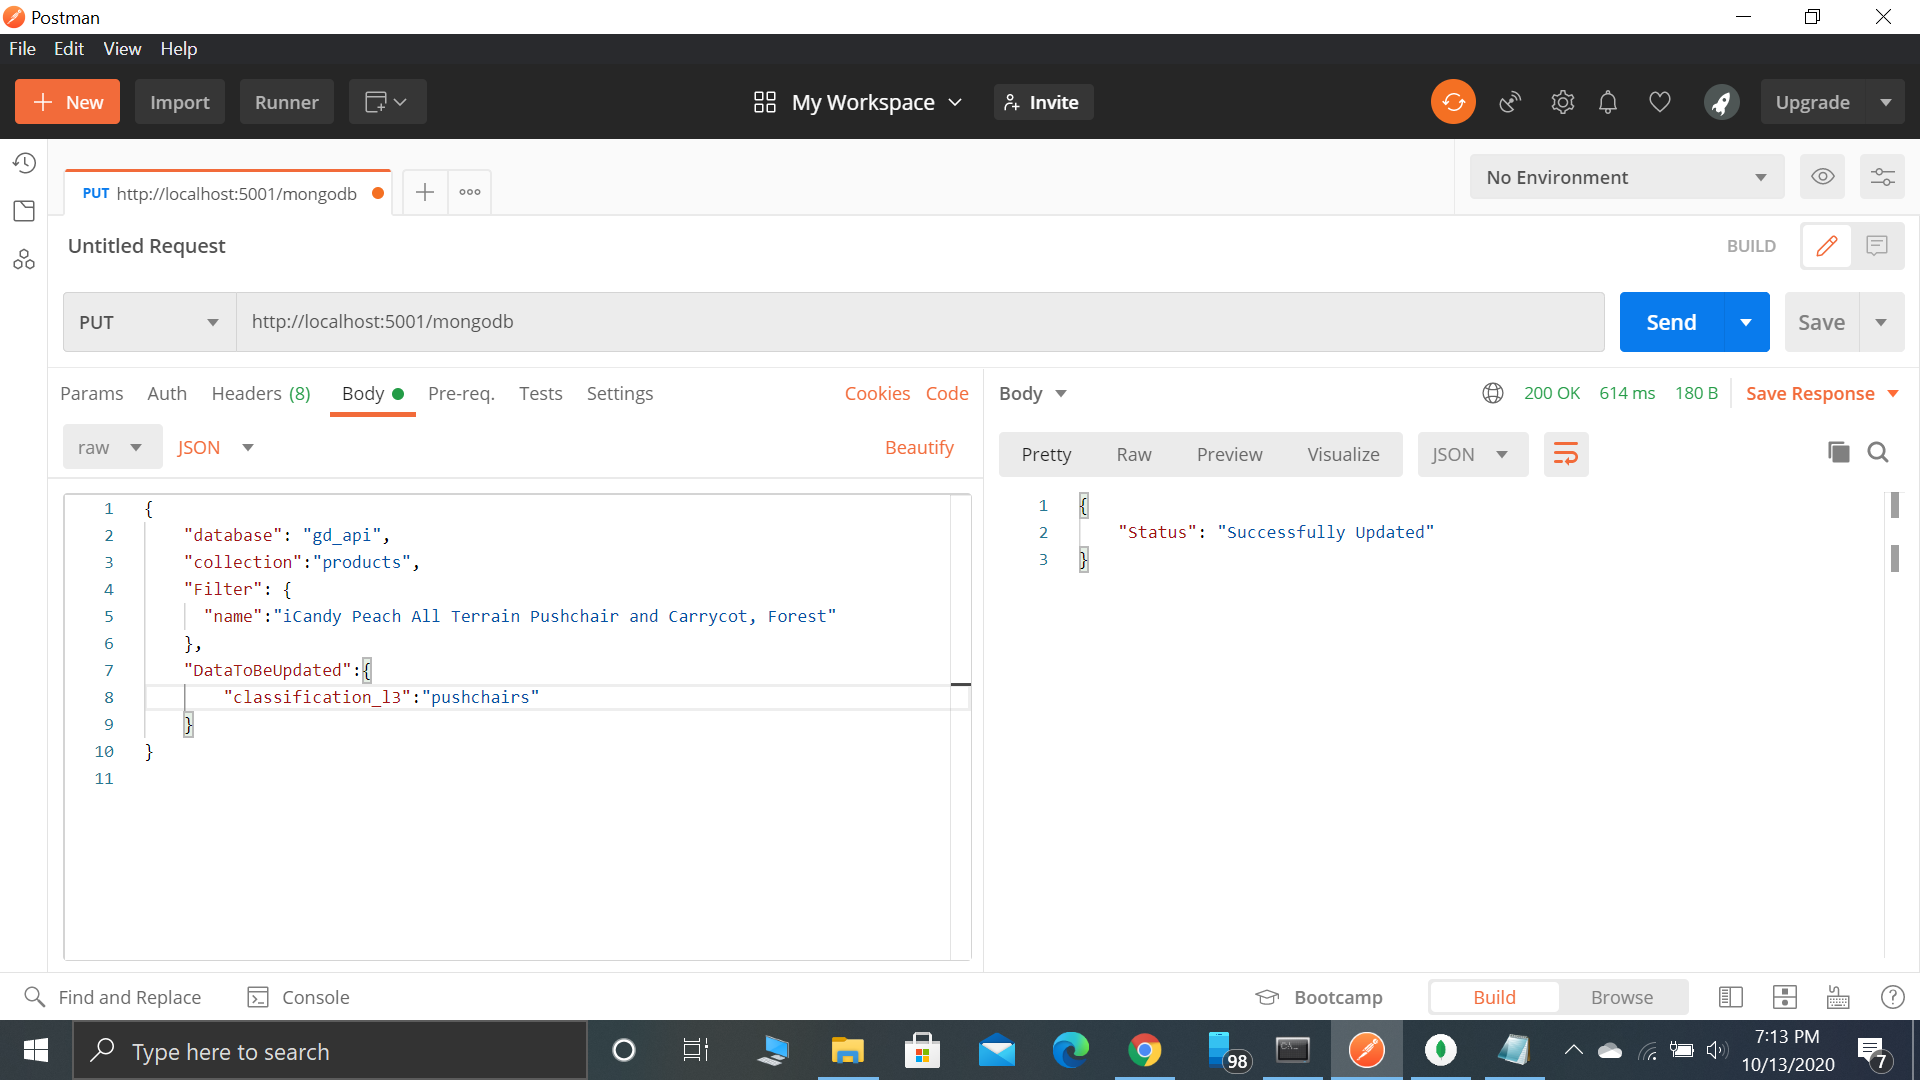 Postman
File Edit View Help
New Import Runner My Workspace Invite Upgrade
PUT http://localhost:5001/mongodb No Environment
Untitled Request BUILD
PUT http://localhost:5001/mongodb Send Save
Params Auth Headers (8) Body Pre-req. Tests Settings Cookies Code
raw JSON Beautify
1 {
2 "database": "gd_api",
3 "collection":"products",
4 "Filter": {
5 "name":"iCandy Peach All Terrain Pushchair and Carrycot, Forest"
6 },
7 "DataToBeUpdated":{
8 "classification_l3":"pushchairs"
9 }
10 }
11
Body 200 OK 614 ms 180 B Save Response
Pretty Raw Preview Visualize JSON
1 {
2 "Status": "Successfully Updated"
3 }
Find and Replace Console Bootcamp Build Browse
Type here to search 98 7:13 PM
10/13/2020 7